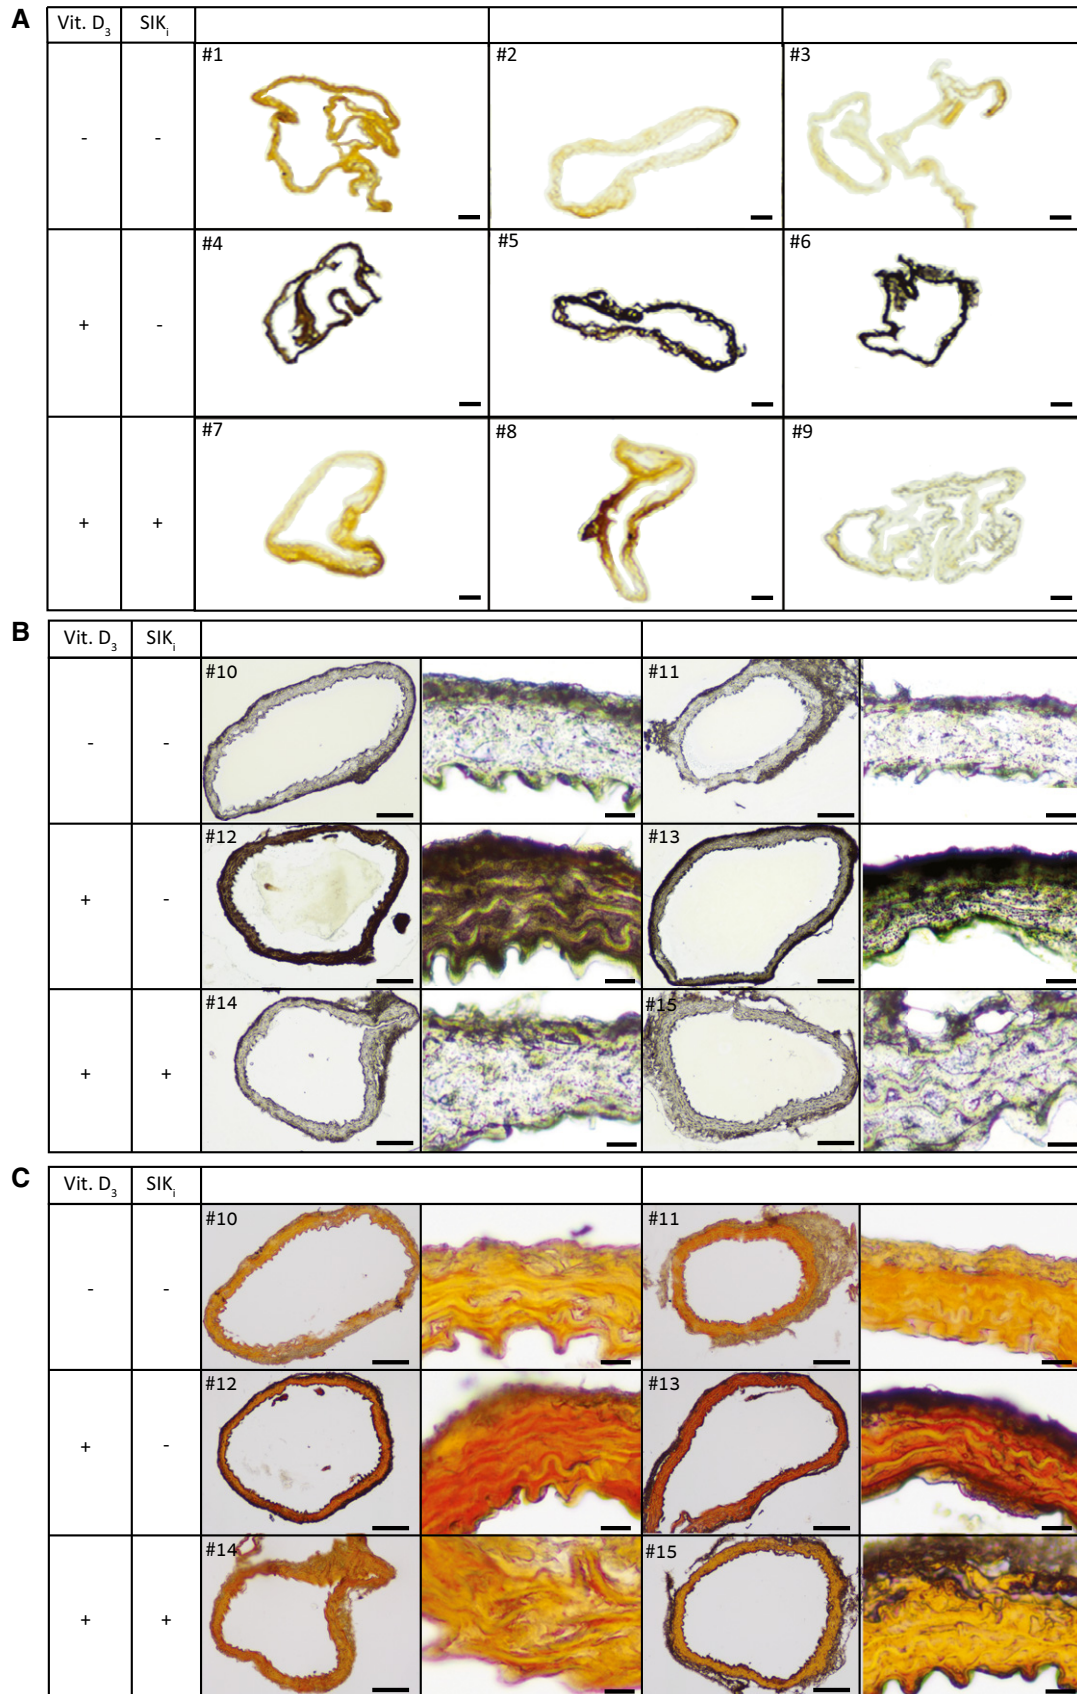 A
Vit. D₃ SIKᵢ
#1 #2 #3
- -
#4 #5 #6
+ -
#7 #8 #9
+ +
B
Vit. D₃ SIKᵢ
#10 #11
- -
#12 #13
+ -
#14 #15
+ +
C
Vit. D₃ SIKᵢ
#10 #11
- -
#12 #13
+ -
#14 #15
+ +